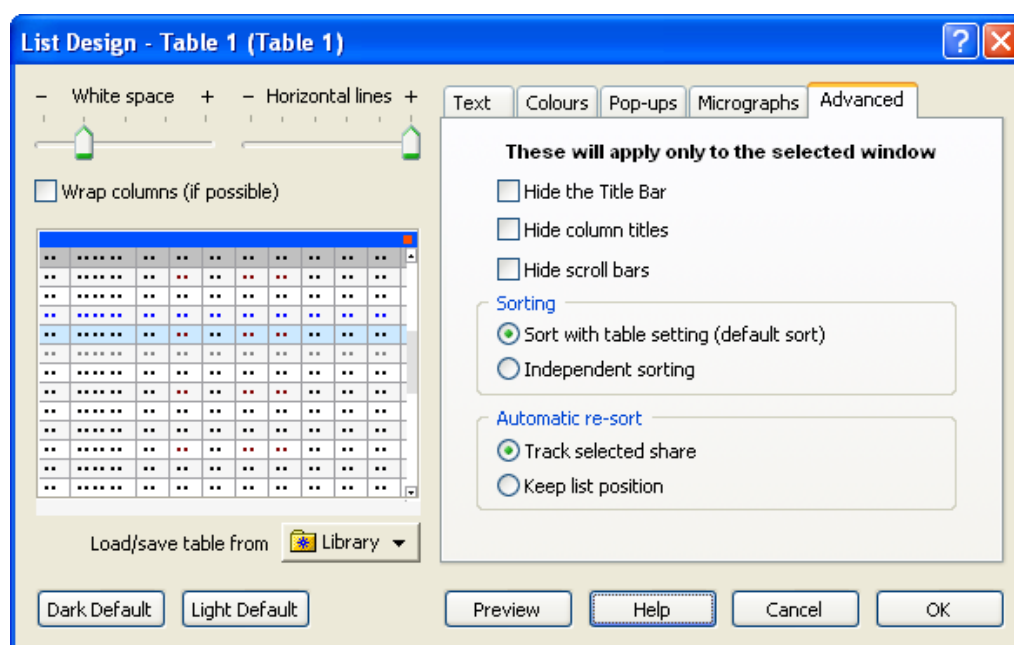 List Design - Table 1 (Table 1)
- White space +
- Horizontal lines +
Wrap columns (if possible)
Load/save table from Library
Dark Default Light Default
Text Colours Pop-ups Micrographs Advanced
These will apply only to the selected window
Hide the Title Bar
Hide column titles
Hide scroll bars
Sorting
Sort with table setting (default sort)
Independent sorting
Automatic re-sort
Track selected share
Keep list position
Preview Help Cancel OK